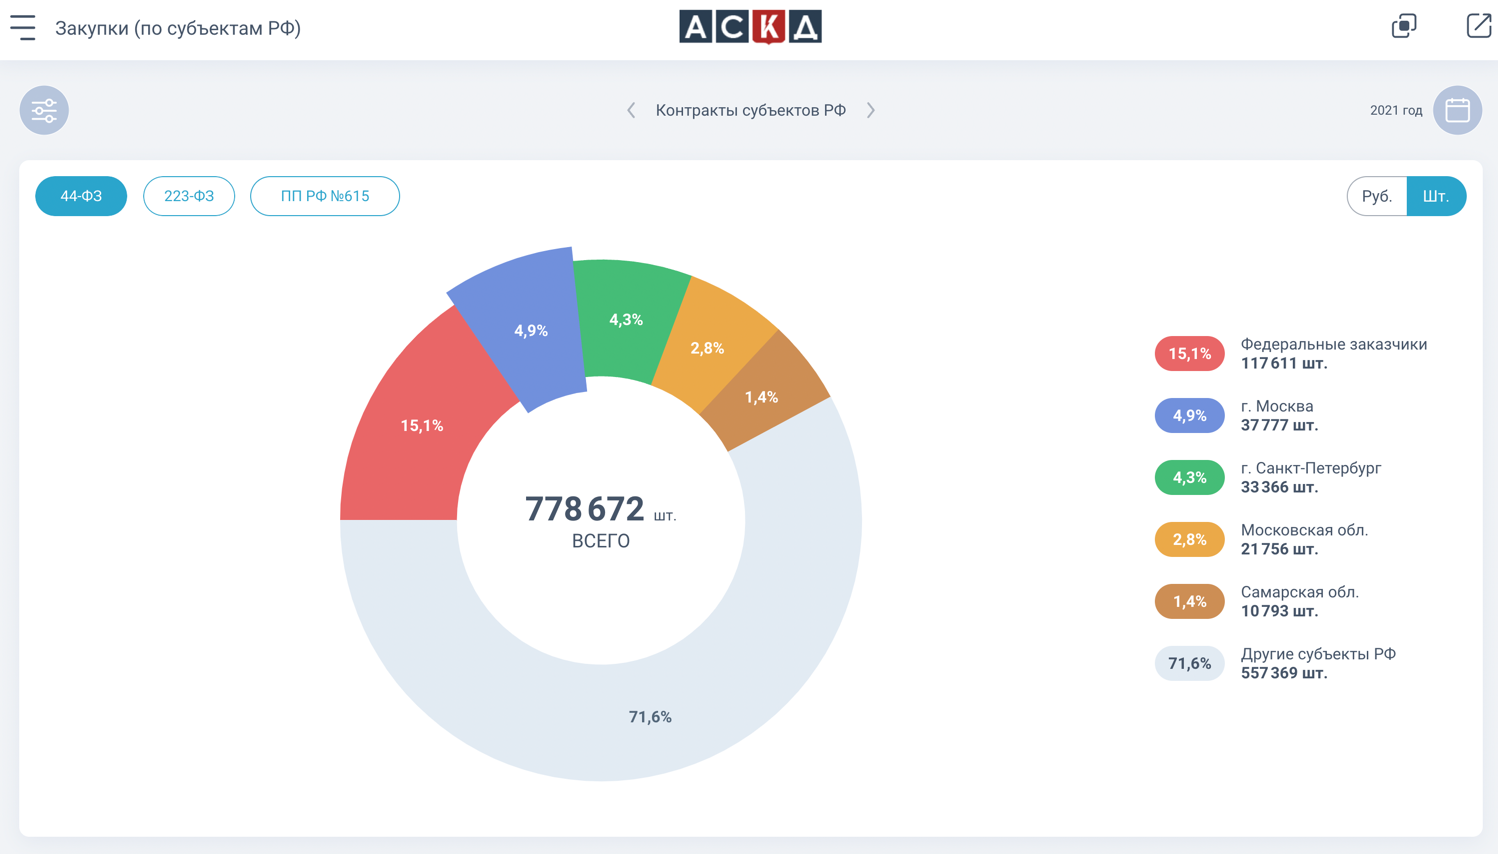 Закупки (по субъектам РФ)
АСКД
Контракты субъектов РФ
2021 год
44-ФЗ
223-ФЗ
ПП РФ №615
Руб.
Шт.
4,9%
4,3%
2,8%
1,4%
15,1%
778 672 шт.
ВСЕГО
71,6%
15,1%
Федеральные заказчики
117 611 шт.
4,9%
г. Москва
37 777 шт.
4,3%
г. Санкт-Петербург
33 366 шт.
2,8%
Московская обл.
21 756 шт.
1,4%
Самарская обл.
10 793 шт.
71,6%
Другие субъекты РФ
557 369 шт.